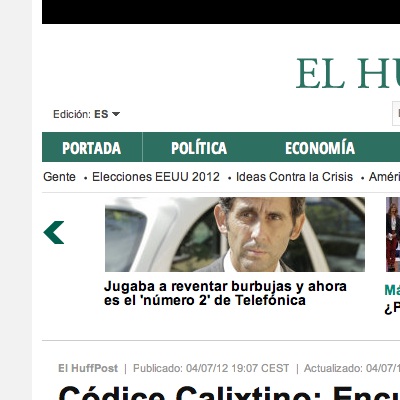 EL HU
Edición: ES
PORTADA POLÍTICA ECONOMÍA
Gente • Elecciones EEUU 2012 • Ideas Contra la Crisis • Améri
Jugaba a reventar burbujas y ahora
es el 'número 2' de Telefónica
Má
¿P
El HuffPost | Publicado: 04/07/12 19:07 CEST | Actualizado: 04/07/1
Códice Calixtino: Encu